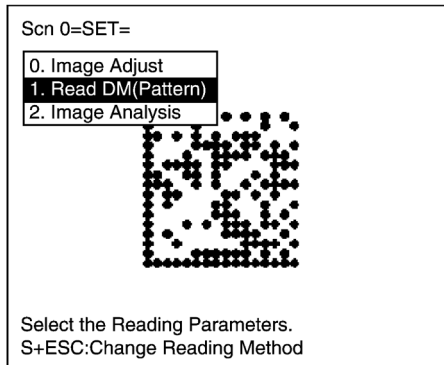 Scn 0=SET=
0. Image Adjust
1. Read DM(Pattern)
2. Image Analysis
Select the Reading Parameters.
S+ESC:Change Reading Method